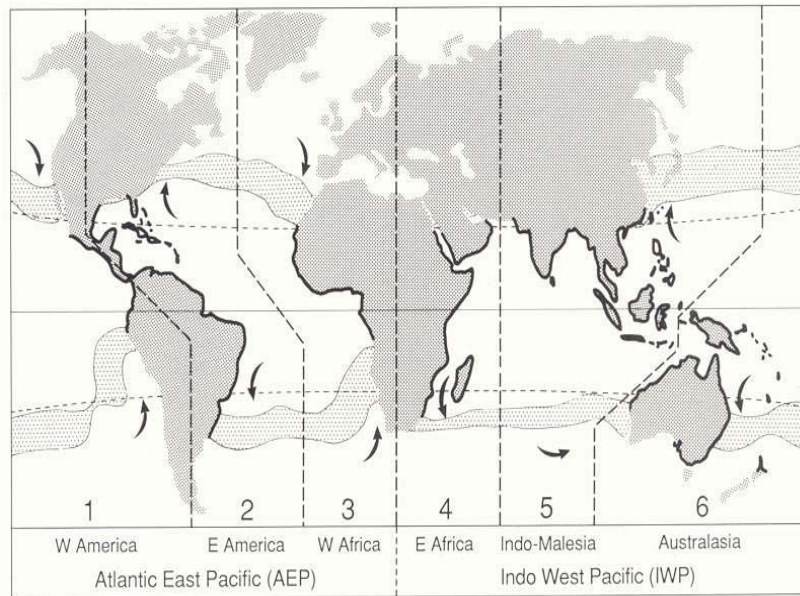 1 2 3 4 5 6
W America E America W Africa E Africa Indo-Malesia Australasia
Atlantic East Pacific (AEP) Indo West Pacific (IWP)